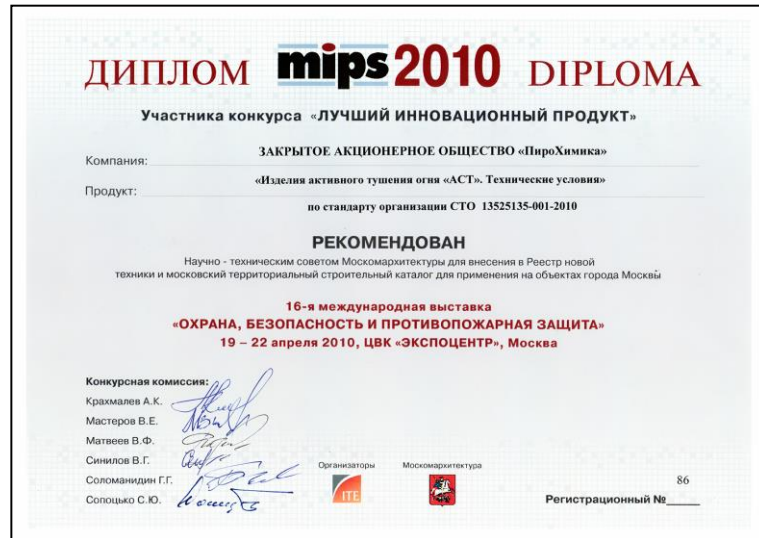 ДИПЛОМ mips 2010 DIPLOMA
Участника конкурса «ЛУЧШИЙ ИННОВАЦИОННЫЙ ПРОДУКТ»
Компания: ЗАКРЫТОЕ АКЦИОНЕРНОЕ ОБЩЕСТВО «ПироХимика»
Продукт: «Изделия активного тушения огня «АСТ». Технические условия»
по стандарту организации СТО 13525135-001-2010
РЕКОМЕНДОВАН
Научно - техническим советом Москомархитектуры для внесения в Реестр новой
техники и московский территориальный строительный каталог для применения на объектах города Москвы
16-я международная выставка
«ОХРАНА, БЕЗОПАСНОСТЬ И ПРОТИВОПОЖАРНАЯ ЗАЩИТА»
19 – 22 апреля 2010, ЦВК «ЭКСПОЦЕНТР», Москва
Конкурсная комиссия:
Крахмалев А.К.
Мастеров В.Е.
Матвеев В.Ф.
Синилов В.Г.
Соломанидин Г.Г.
Сопоцько С.Ю.
Организаторы
ITE
Москомархитектура
Регистрационный № 86